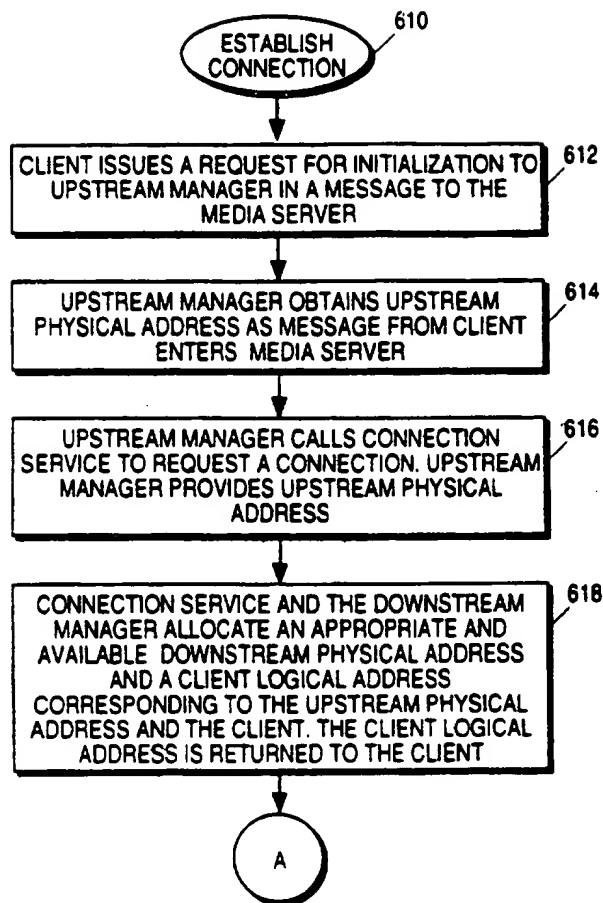 ESTABLISH
CONNECTION
610
CLIENT ISSUES A REQUEST FOR INITIALIZATION TO
UPSTREAM MANAGER IN A MESSAGE TO THE
MEDIA SERVER
612
UPSTREAM MANAGER OBTAINS UPSTREAM
PHYSICAL ADDRESS AS MESSAGE FROM CLIENT
ENTERS MEDIA SERVER
614
UPSTREAM MANAGER CALLS CONNECTION
SERVICE TO REQUEST A CONNECTION. UPSTREAM
MANAGER PROVIDES UPSTREAM PHYSICAL
ADDRESS
616
CONNECTION SERVICE AND THE DOWNSTREAM
MANAGER ALLOCATE AN APPROPRIATE AND
AVAILABLE DOWNSTREAM PHYSICAL ADDRESS
AND A CLIENT LOGICAL ADDRESS
CORRESPONDING TO THE UPSTREAM PHYSICAL
ADDRESS AND THE CLIENT. THE CLIENT LOGICAL
ADDRESS IS RETURNED TO THE CLIENT
618
A